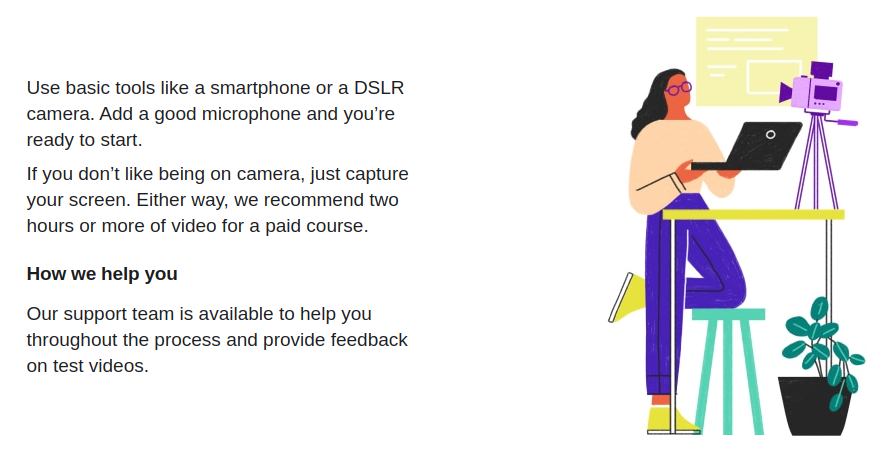 Use basic tools like a smartphone or a DSLR
camera. Add a good microphone and you’re
ready to start.
If you don’t like being on camera, just capture
your screen. Either way, we recommend two
hours or more of video for a paid course.
How we help you
Our support team is available to help you
throughout the process and provide feedback
on test videos.